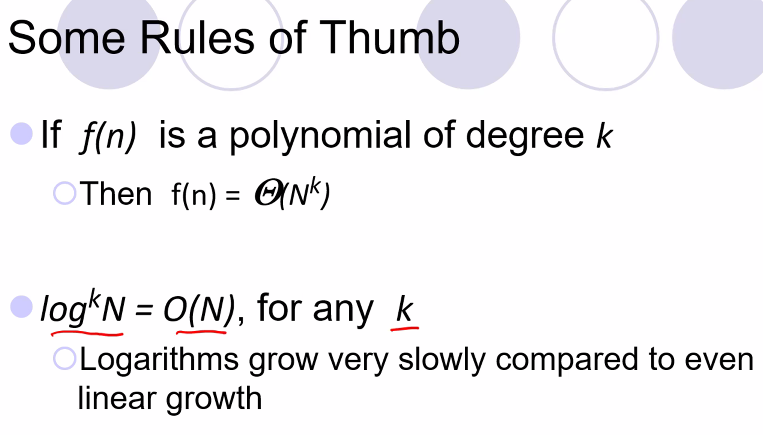 Some Rules of Thumb
If f(n) is a polynomial of degree k
Then f(n) = Θ(Nᵏ)
logᵏN = O(N), for any k
Logarithms grow very slowly compared to even
linear growth